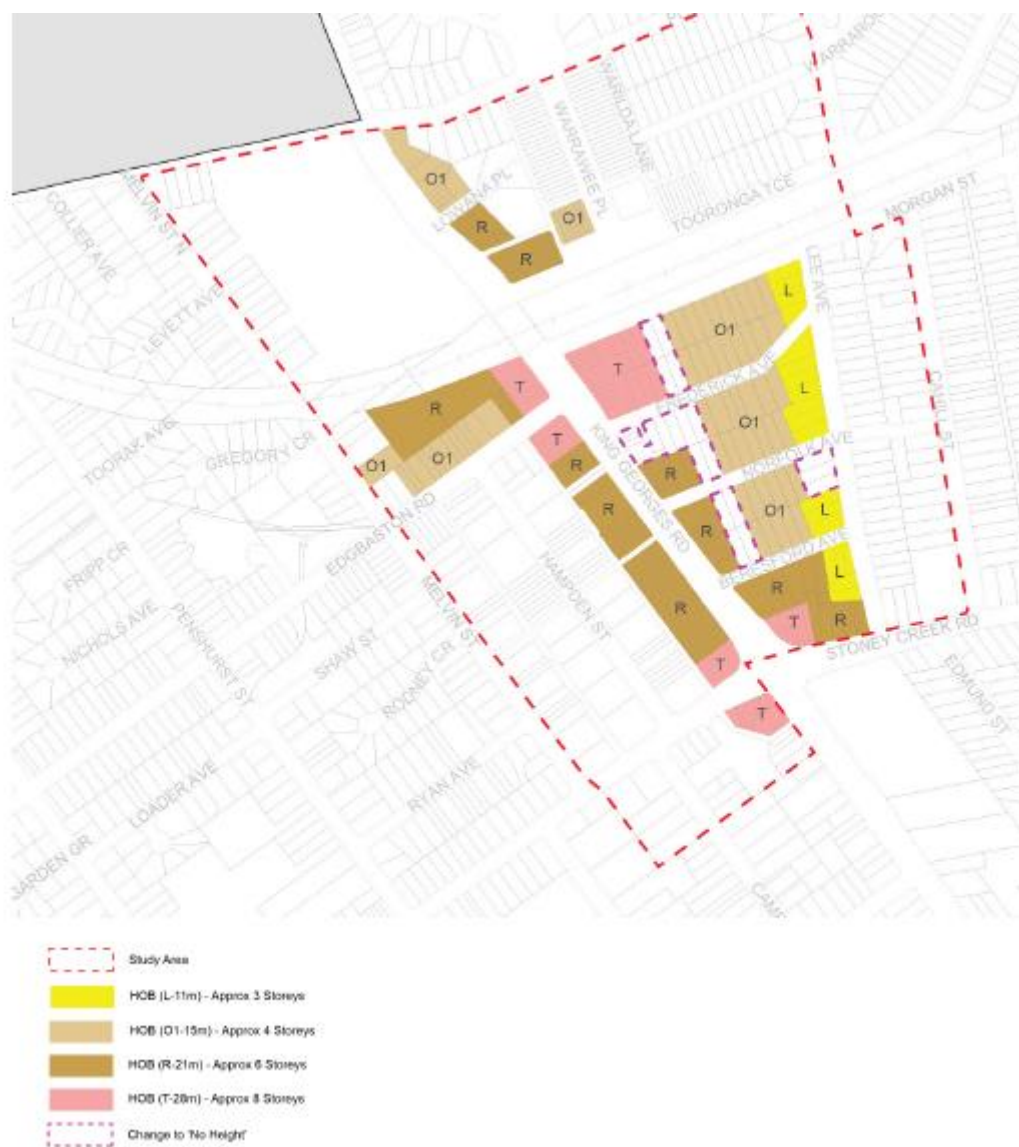 WARRABOO
WARILDA LANE
WARRAWEE PL
MELVIN ST N
COLLIER AVE
O1
LOWANA PL
TOORONGA TCE
MORGAN ST
R
O1
R
LEVETT AVE
LEE AVE
L
O1
T
FREDERICK AVE
T
R
L
CAHILL ST
TOORAK AVE
GREGORY CR
O1
O1
O1
T
R
KING GEORGES RD
NORFOLK AVE
R
EDGBASTON RD
R
R
O1
L
FRIPP CR
BERESFORD AVE
HAMPDEN ST
MELVIN ST
R
R
L
NICHOLS AVE
PENSHURST ST
SHAW ST
RODNEY CR
T
R
STONEY CREEK RD
T
EDMUND ST
T
LOADER AVE
RYAN AVE
GARDEN GR
Study Area
HOB (L-11m) - Approx 3 Storeys
HOB (O1-15m) - Approx 4 Storeys
HOB (R-21m) - Approx 6 Storeys
HOB (T-28m) - Approx 8 Storeys
Change to 'No Height'